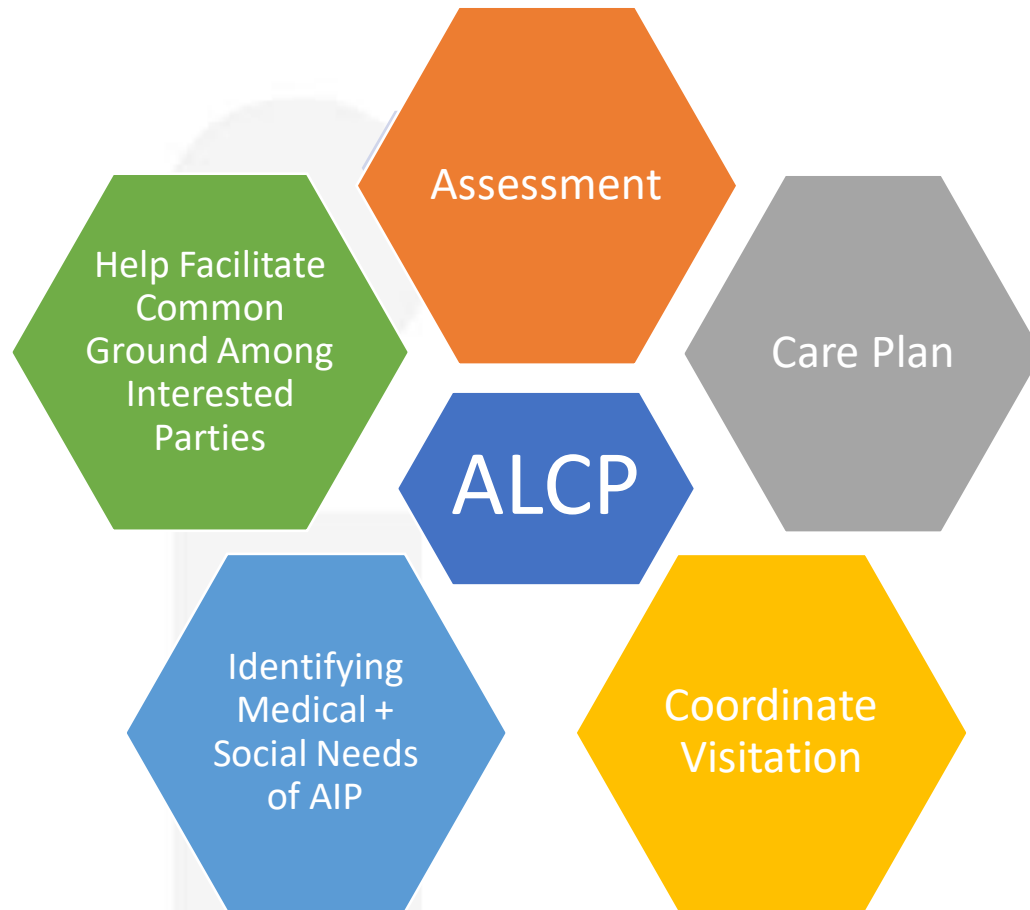 Assessment
Help Facilitate
Common
Ground Among
Interested
Parties
Care Plan
ALCP
Identifying
Medical +
Social Needs
of AIP
Coordinate
Visitation